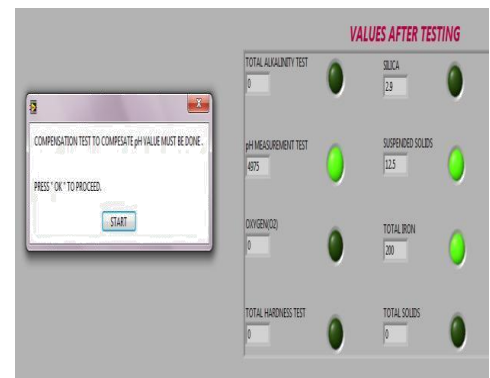 VALUES AFTER TESTING
TOTAL ALKALINITY TEST
0
SILICA
2.9
COMPENSATION TEST TO COMPESATE pH VALUE MUST BE DONE .
PRESS " OK " TO PROCEED.
START
pH MEASUREMENT TEST
4975
SUSPENDED SOLIDS
12.5
OXYGEN(O2)
0
TOTAL IRON
200
TOTAL HARDNESS TEST
0
TOTAL SOLIDS
0